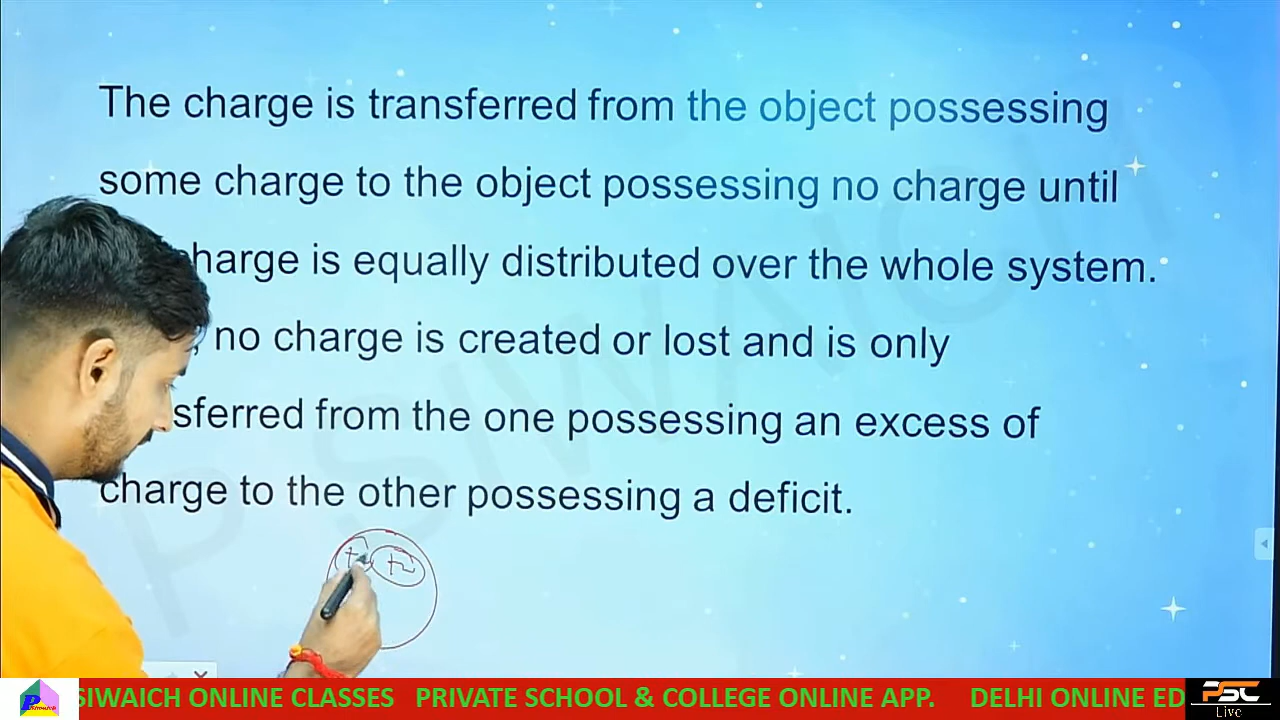 The charge is transferred from the object possessing
some charge to the object possessing no charge until
charge is equally distributed over the whole system.
, no charge is created or lost and is only
sferred from the one possessing an excess of
charge to the other possessing a deficit.
P SIWAICH
SIWAICH ONLINE CLASSES PRIVATE SCHOOL & COLLEGE ONLINE APP. DELHI ONLINE ED
PSC
Live